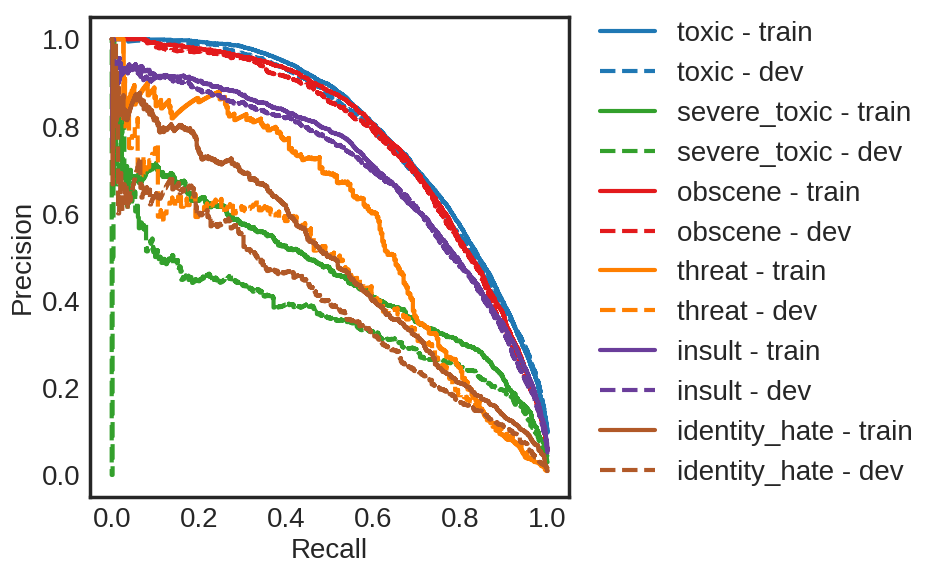 1.0
0.8
0.6
0.4
0.2
0.0
Precision
0.0 0.2 0.4 0.6 0.8 1.0
Recall
toxic - train
toxic - dev
severe_toxic - train
severe_toxic - dev
obscene - train
obscene - dev
threat - train
threat - dev
insult - train
insult - dev
identity_hate - train
identity_hate - dev